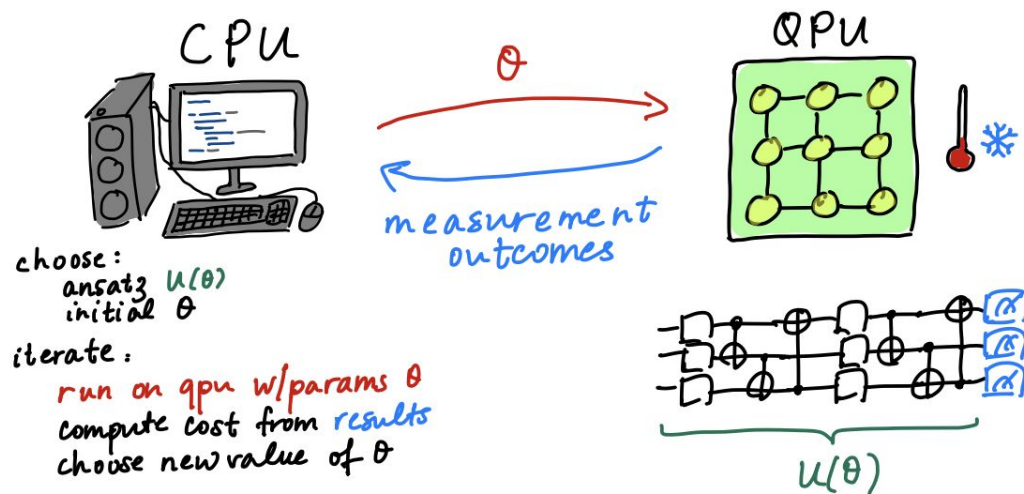 CPU
QPU
θ
measurement
outcomes
choose:
ansatz U(θ)
initial θ
iterate:
run on qpu w/params θ
compute cost from results
choose new value of θ
U(θ)